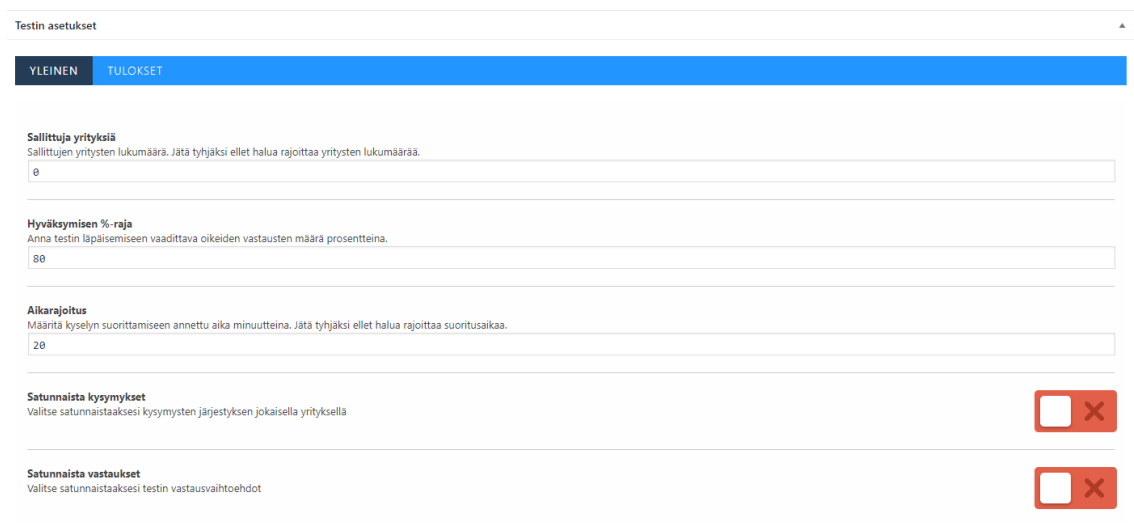 Testin asetukset
YLEINEN TULOKSET
Sallittuja yrityksiä
Sallittujen yritysten lukumäärä. Jätä tyhjäksi ellet halua rajoittaa yritysten lukumäärää.
0
Hyväksymisen %-raja
Anna testin läpäisemiseen vaadittava oikeiden vastausten määrä prosentteina.
80
Aikarajoitus
Määritä kyselyn suorittamiseen annettu aika minuutteina. Jätä tyhjäksi ellet halua rajoittaa suoritusaikaa.
20
Satunnaista kysymykset
Valitse satunnaistaaksesi kysymysten järjestyksen jokaisella yrityksellä
Satunnaista vastaukset
Valitse satunnaistaaksesi testin vastausvaihtoehdot